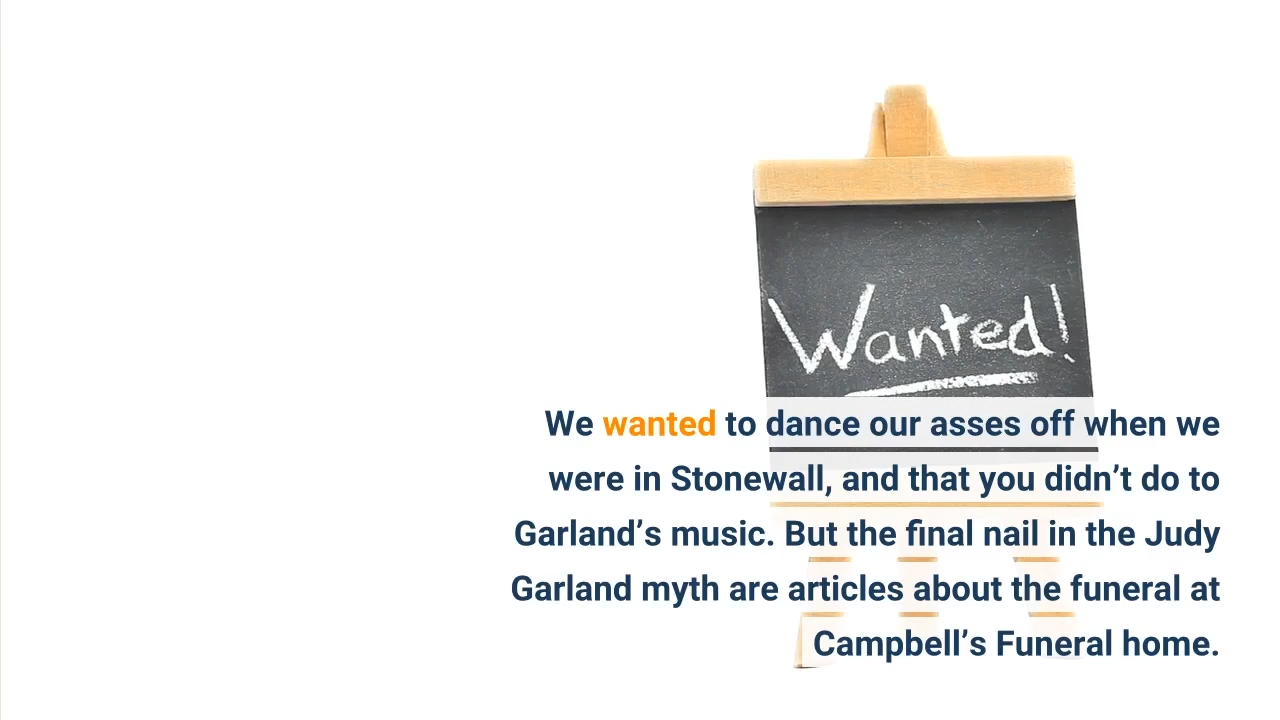 Wanted!
We wanted to dance our asses off when we
were in Stonewall, and that you didn’t do to
Garland’s music. But the final nail in the Judy
Garland myth are articles about the funeral at
Campbell’s Funeral home.